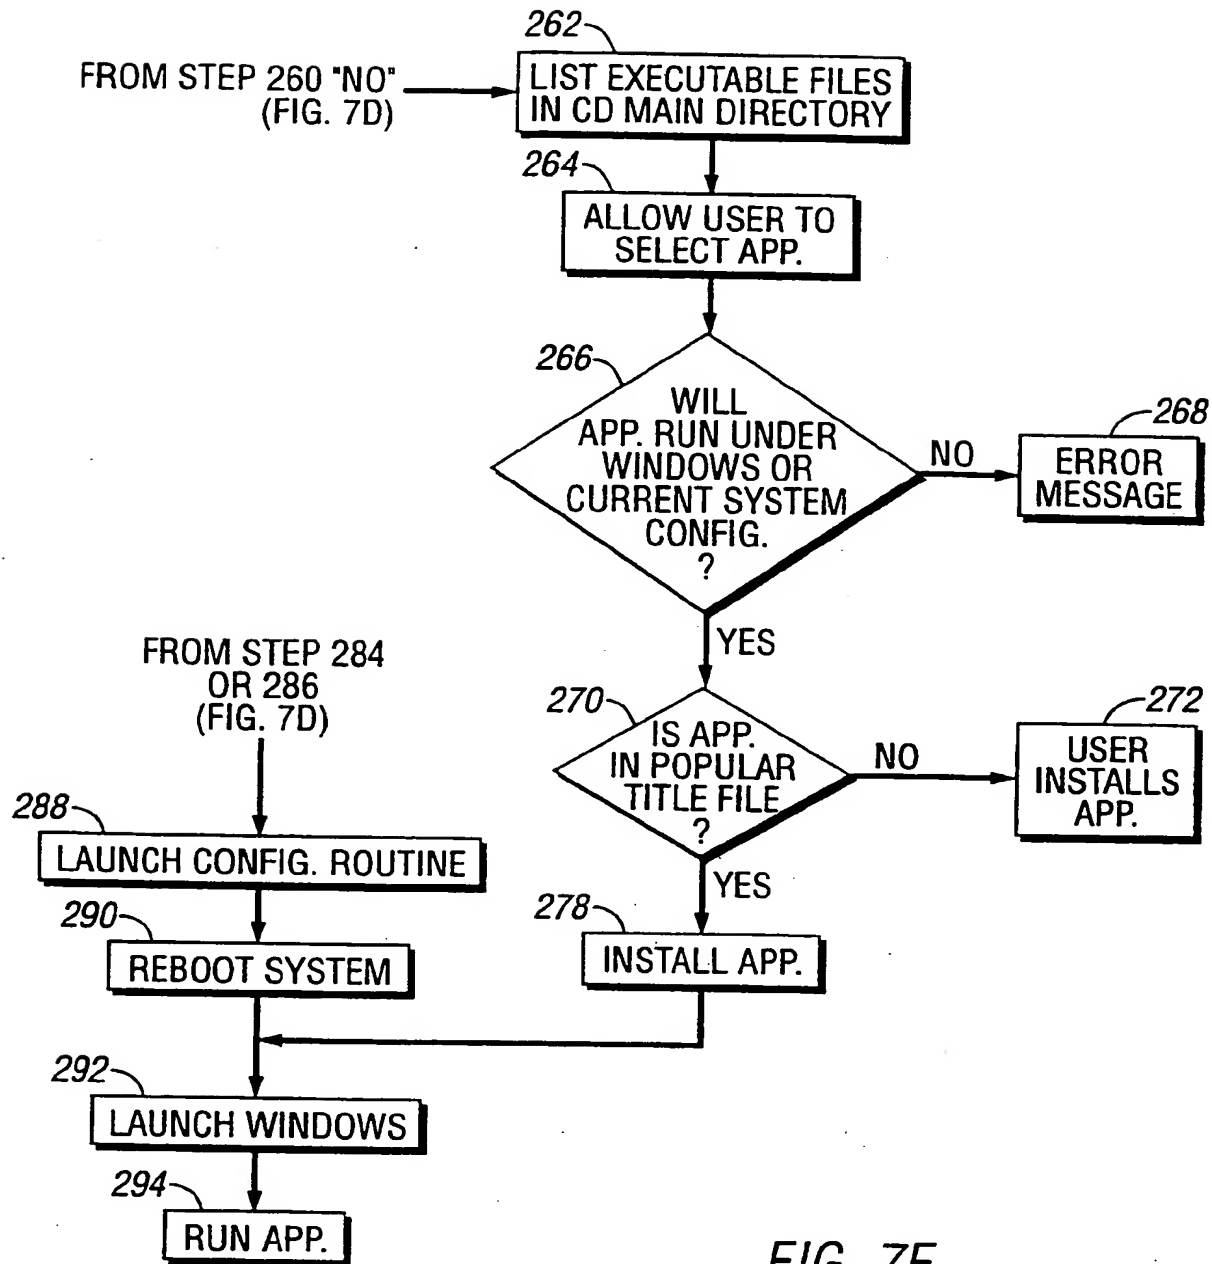 262
FROM STEP 260 "NO"
(FIG. 7D)
LIST EXECUTABLE FILES
IN CD MAIN DIRECTORY
264
ALLOW USER TO
SELECT APP.
266
WILL
APP. RUN UNDER
WINDOWS OR
CURRENT SYSTEM
CONFIG.
?
NO
268
ERROR
MESSAGE
YES
FROM STEP 284
OR 286
(FIG. 7D)
270
IS APP.
IN POPULAR
TITLE FILE
?
NO
272
USER
INSTALLS
APP.
YES
288
LAUNCH CONFIG. ROUTINE
278
INSTALL APP.
290
REBOOT SYSTEM
292
LAUNCH WINDOWS
294
RUN APP.
FIG.